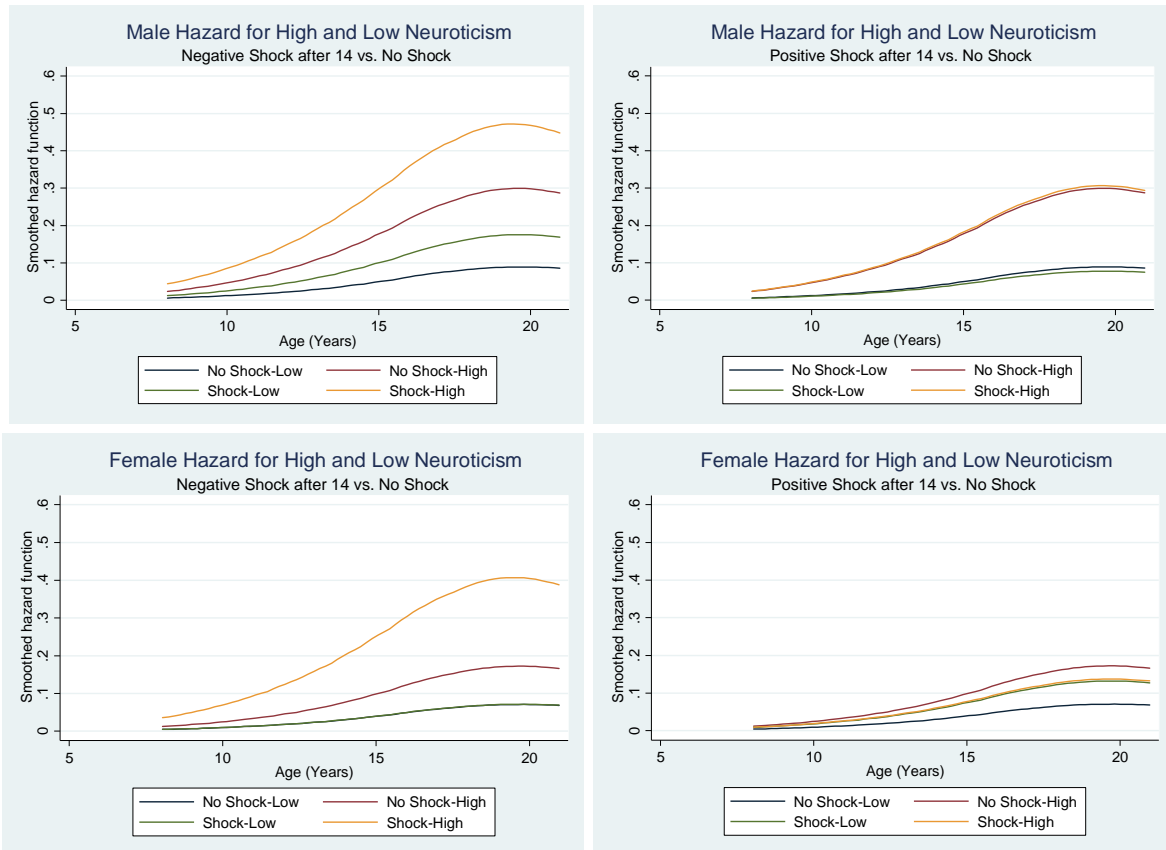 Male Hazard for High and Low Neuroticism
Negative Shock after 14 vs. No Shock
Smoothed hazard function
.6
.5
.4
.3
.2
.1
0
5 10 15 20
Age (Years)
No Shock-Low No Shock-High
Shock-Low Shock-High
Male Hazard for High and Low Neuroticism
Positive Shock after 14 vs. No Shock
Smoothed hazard function
.6
.5
.4
.3
.2
.1
0
5 10 15 20
Age (Years)
No Shock-Low No Shock-High
Shock-Low Shock-High
Female Hazard for High and Low Neuroticism
Negative Shock after 14 vs. No Shock
Smoothed hazard function
.6
.5
.4
.3
.2
.1
0
5 10 15 20
Age (Years)
No Shock-Low No Shock-High
Shock-Low Shock-High
Female Hazard for High and Low Neuroticism
Positive Shock after 14 vs. No Shock
Smoothed hazard function
.6
.5
.4
.3
.2
.1
0
5 10 15 20
Age (Years)
No Shock-Low No Shock-High
Shock-Low Shock-High